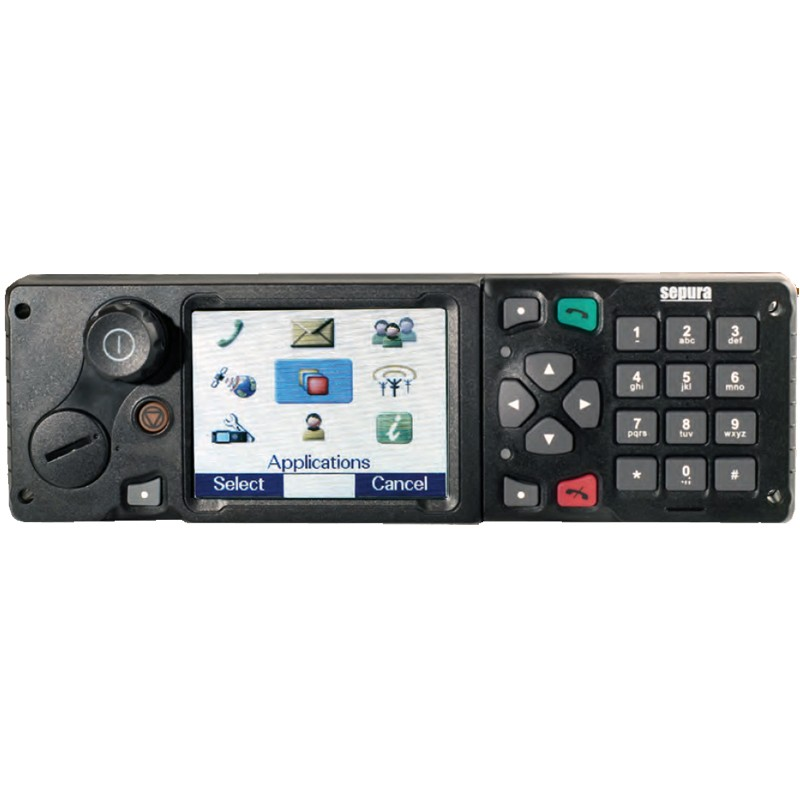 sepura
1
2
abc
3
def
4
ghi
5
jkl
6
mno
7
pqrs
8
tuv
9
wxyz
*
0
#
i
Applications
Select
Cancel